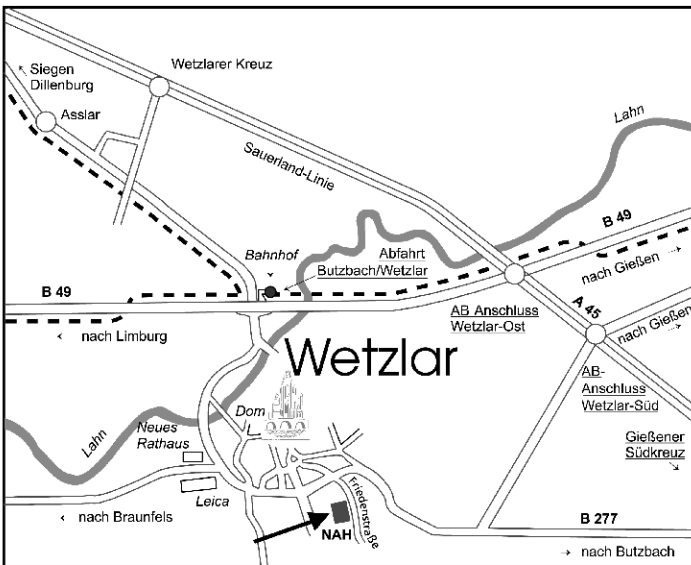 Wetzlarer Kreuz
Siegen
Dillenburg
Asslar
Lahn
Sauerland-Linie
B 49
Bahnhof
Abfahrt
Butzbach/Wetzlar
nach Gießen
B 49
AB Anschluss
Wetzlar-Ost
A 45
nach Gießen
nach Limburg
Wetzlar
AB-
Anschluss
Wetzlar-Süd
Dom
Neues
Rathaus
Lahn
Gießener
Südkreuz
Leica
Friedenstraße
nach Braunfels
NAH
B 277
nach Butzbach